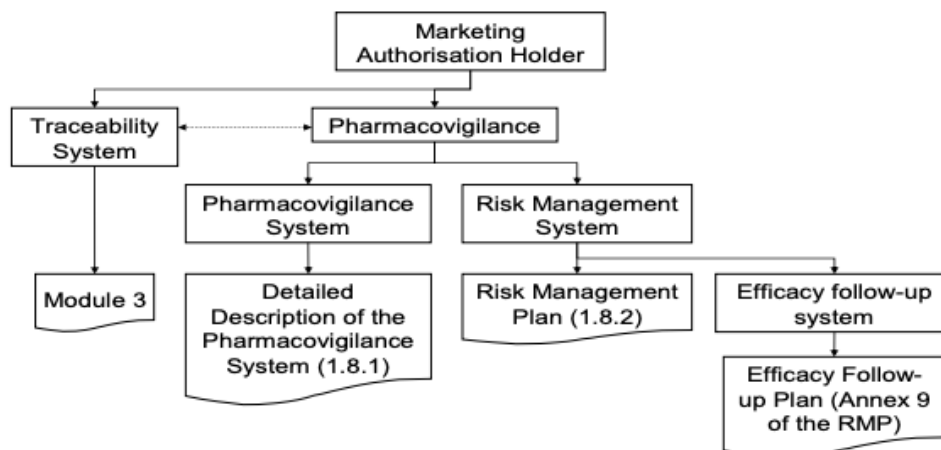 Marketing
Authorisation Holder
Traceability
System
Pharmacovigilance
Pharmacovigilance
System
Risk Management
System
Module 3
Detailed
Description of the
Pharmacovigilance
System (1.8.1)
Risk Management
Plan (1.8.2)
Efficacy follow-up
system
Efficacy Follow-
up Plan (Annex 9
of the RMP)